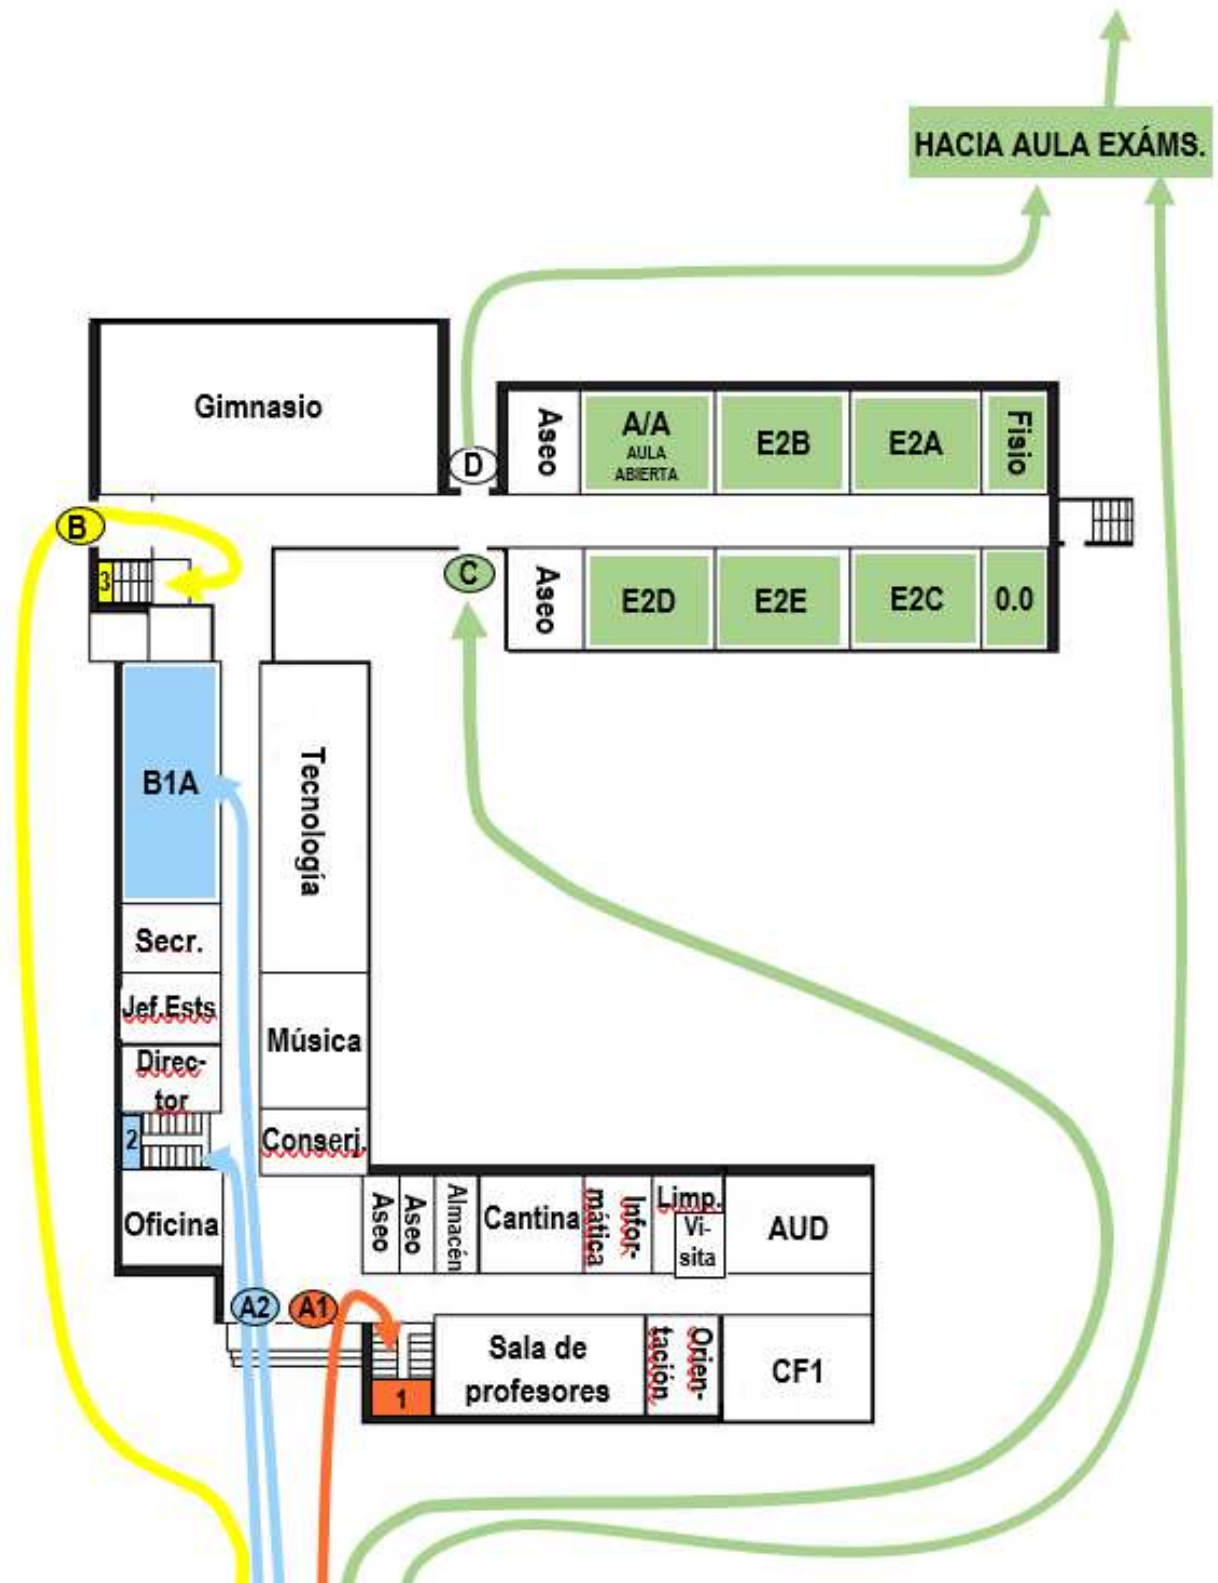 HACIA AULA EXÁMS.
Gimnasio
D
Aseo
A/A
AULA
ABIERTA
E2B
E2A
Fisio
B
3
C
Aseo
E2D
E2E
E2C
0.0
B1A
Tecnología
Secr.
Jef.Ests
Música
Direc-
tor
2
Conserj.
Oficina
Aseo
Aseo
Almacén
Cantina
Infor-
mática
Limp.
Vi-
sita
AUD
A2
A1
1
Sala de
profesores
Orien-
tación
CF1